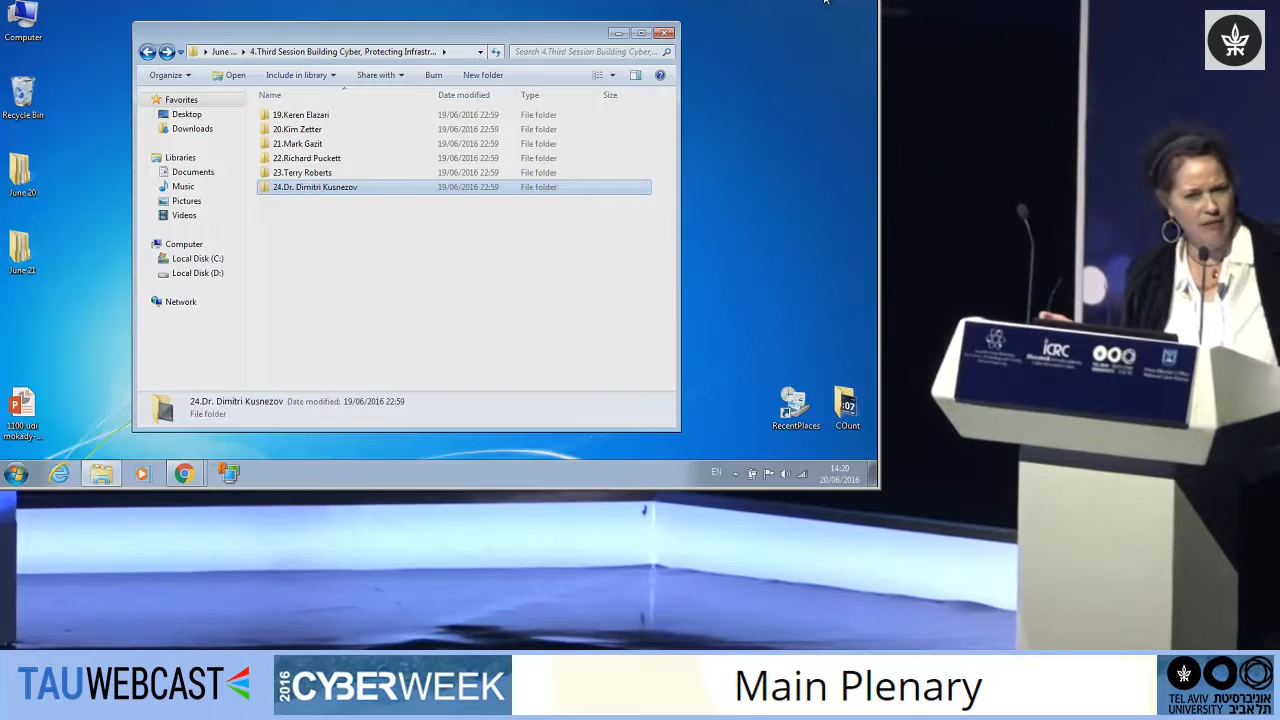 Computer
Recycle Bin
June 20
June 21
1100-udi
mokady-...
June ...
4.Third Session Building Cyber, Protecting Infrastr...
Search 4.Third Session Building Cyber,...
Organize
Open
Include in library
Share with
Burn
New folder
Name
Date modified
Type
Size
Favorites
Desktop
Downloads
Libraries
Documents
Music
Pictures
Videos
Computer
Local Disk (C:)
Local Disk (D:)
Network
19.Keren Elazari 19/06/2016 22:59 File folder
20.Kim Zetter 19/06/2016 22:59 File folder
21.Mark Gazit 19/06/2016 22:59 File folder
22.Richard Puckett 19/06/2016 22:59 File folder
23.Terry Roberts 19/06/2016 22:59 File folder
24.Dr. Dimitri Kusnezov 19/06/2016 22:59 File folder
24.Dr. Dimitri Kusnezov Date modified: 19/06/2016 22:59
File folder
RecentPlaces
:07
COunt
EN
14:20
20/06/2016
ICRC
TAUWEBCAST
2016
CYBERWEEK
Main Plenary
TEL AVIV
UNIVERSITY
אוניברסיטת
תל אביב